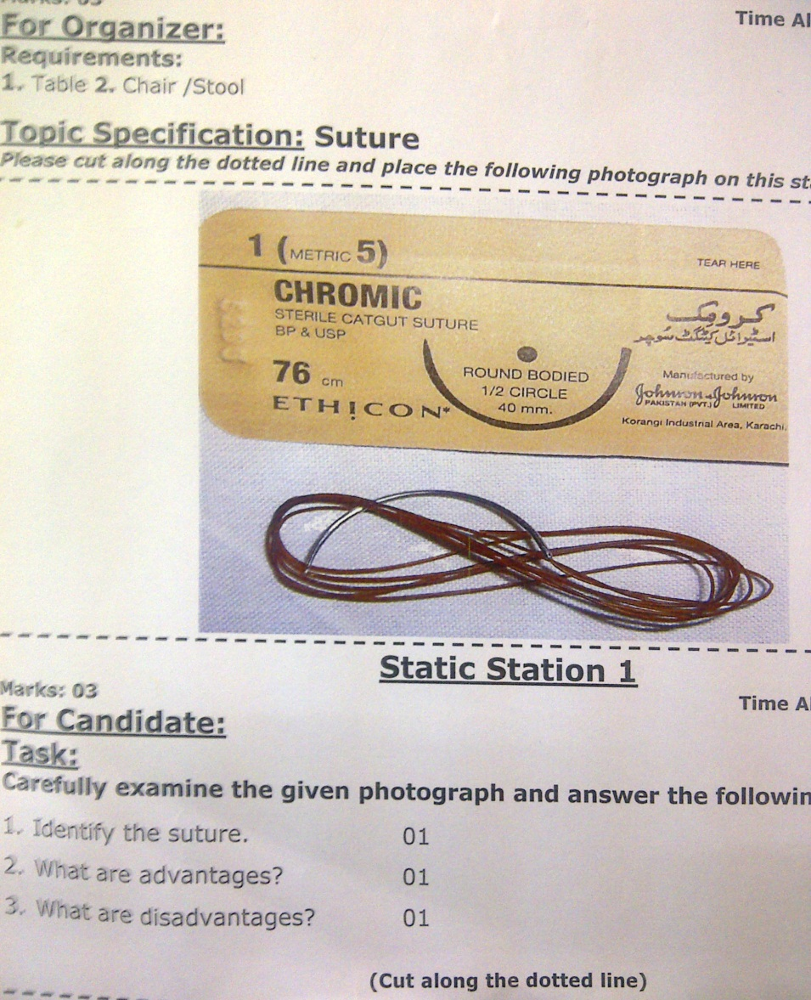 For Organizer:
Requirements:
1. Table 2. Chair /Stool
Time Al
Topic Specification: Suture
Please cut along the dotted line and place the following photograph on this st
1 (METRIC 5)
TEAR HERE
CHROMIC
STERILE CATGUT SUTURE
BP & USP
کرومِک
اسٹیرائل کیٹگٹ سُوچر
76 cm
ETHICON*
ROUND BODIED
1/2 CIRCLE
40 mm.
Manufactured by
Johnson & Johnson
PAKISTAN (PVT.) LIMITED
Korangi Industrial Area, Karachi.
Static Station 1
Marks: 03
Time Al
For Candidate:
Task:
Carefully examine the given photograph and answer the followin
1. Identify the suture. 01
2. What are advantages? 01
3. What are disadvantages? 01
(Cut along the dotted line)